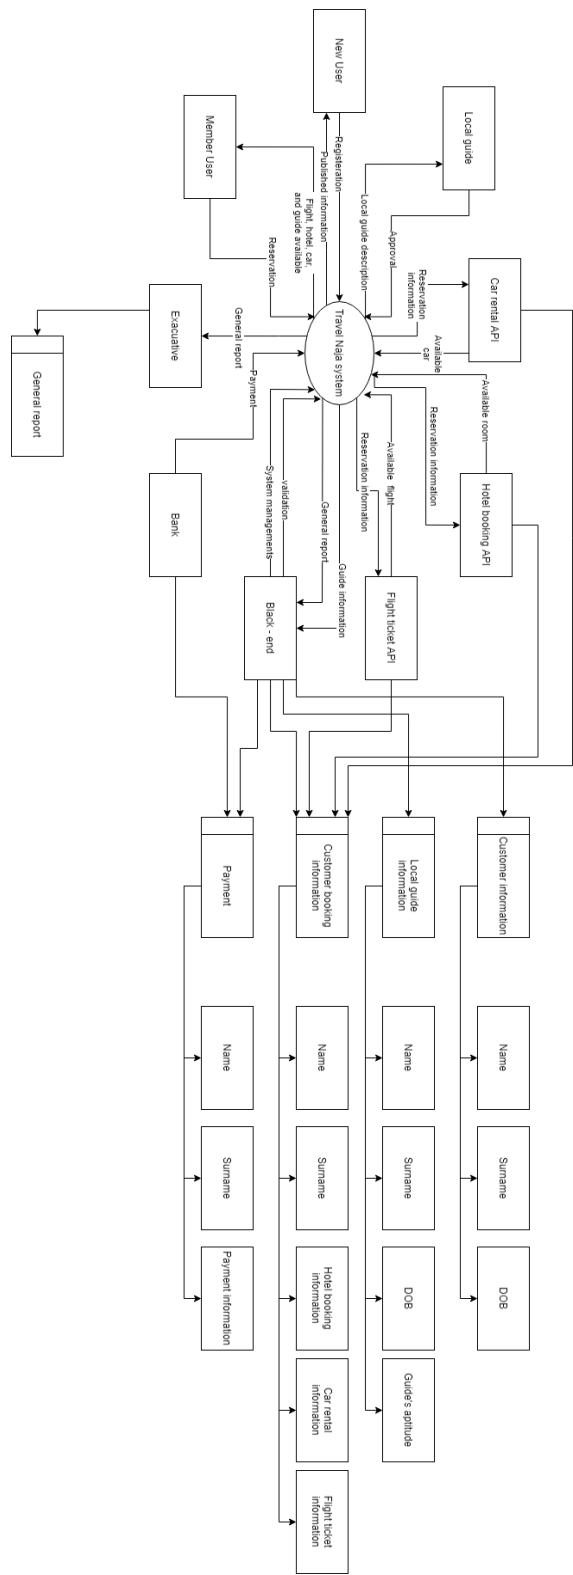 New User
Local guide
Member User
Registeration
Published information
Local guide description
Approval
Flight, hotel, car,
and guide available
Reservation
Reservation
information
Car rental API
Travel Naja system
Available
car
Exacuative
General report
General report
Payment
Available room
Reservation information
Hotel booking API
Bank
System managements
validation
General report
Guide information
Reservation information
Available flight
Black - end
Flight ticket API
Payment
Customer booking
information
Local guide
information
Customer information
Name
Name
Name
Name
Surname
Surname
Surname
Surname
Payment information
Hotel booking
information
DOB
DOB
Car rental
information
Guide's aptitude
Flight ticket
information